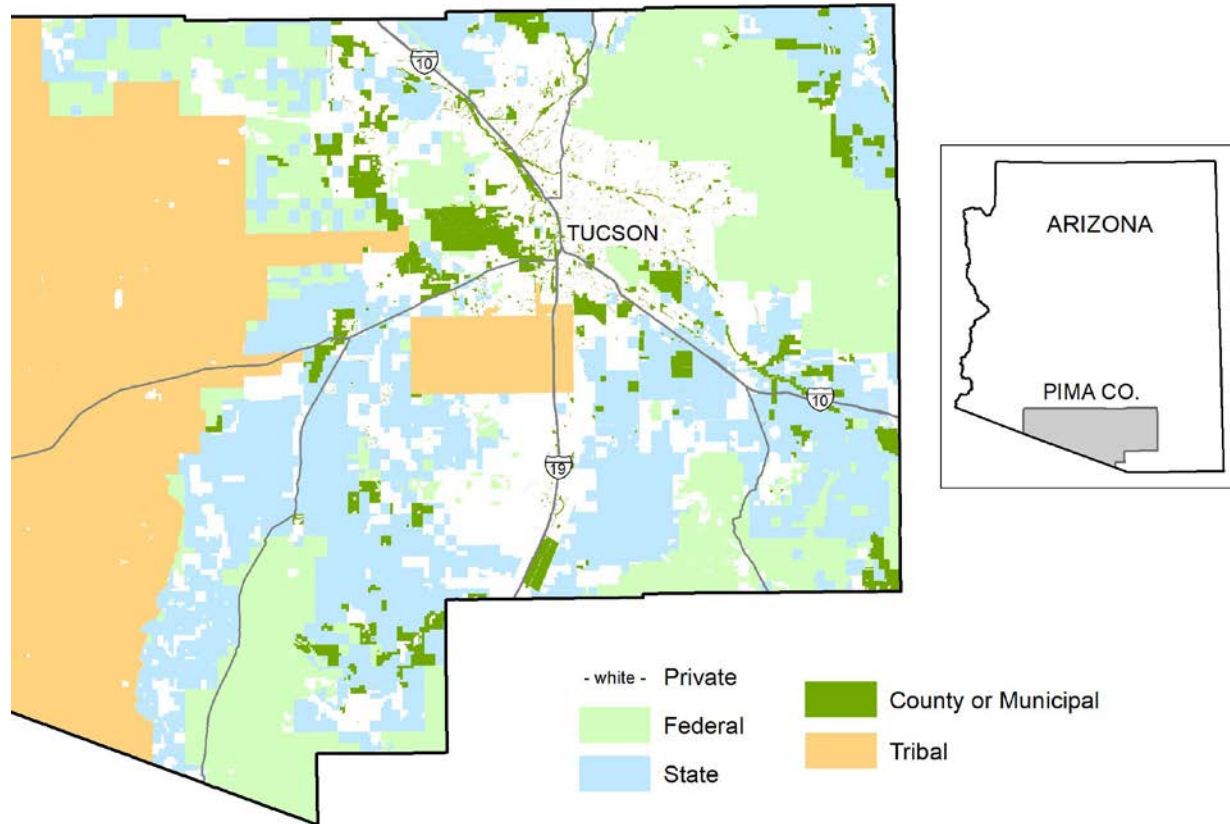 10
TUCSON
10
19
ARIZONA
PIMA CO.
- white - Private
Federal
State
County or Municipal
Tribal